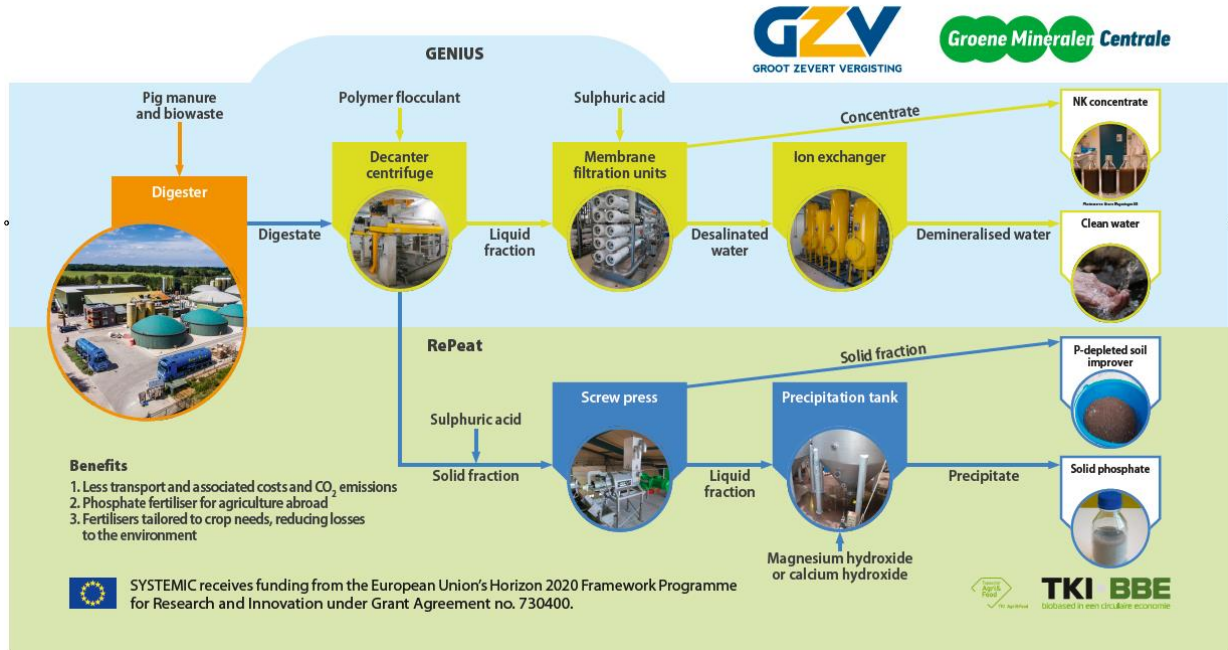 GENIUS
GZV
GROOT ZEVERT VERGISTING
Groene Mineralen Centrale
Pig manure
and biowaste
Polymer flocculant
Sulphuric acid
Concentrate
NK concentrate
Digester
Decanter
centrifuge
Membrane
filtration units
Ion exchanger
Digestate
Liquid
fraction
Desalinated
water
Demineralised water
Clean water
RePeat
Solid fraction
P-depleted soil
improver
Sulphuric acid
Screw press
Precipitation tank
Solid fraction
Liquid
fraction
Precipitate
Solid phosphate
Magnesium hydroxide
or calcium hydroxide
Benefits
1. Less transport and associated costs and CO₂ emissions
2. Phosphate fertiliser for agriculture abroad
3. Fertilisers tailored to crop needs, reducing losses
to the environment
SYSTEMIC receives funding from the European Union's Horizon 2020 Framework Programme
for Research and Innovation under Grant Agreement no. 730400.
Agri&
Food
TKI Agri&Food
TKI BBE
biobased in een circulaire economie